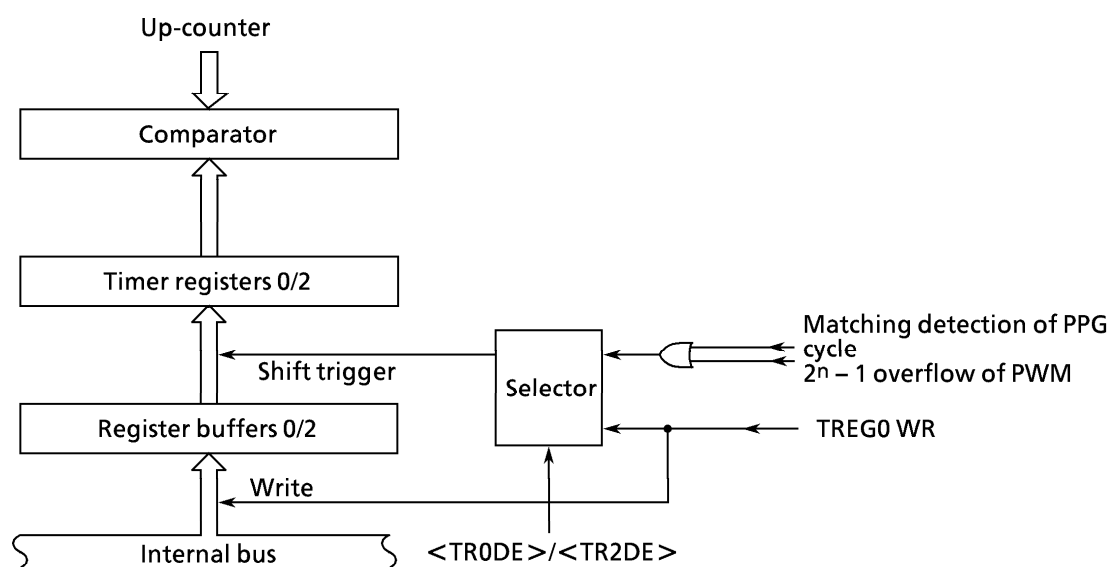 Up-counter
Comparator
Timer registers 0/2
Matching detection of PPG
cycle
2n – 1 overflow of PWM
Shift trigger
Selector
Register buffers 0/2
TREG0 WR
Write
Internal bus
<TR0DE>/<TR2DE>